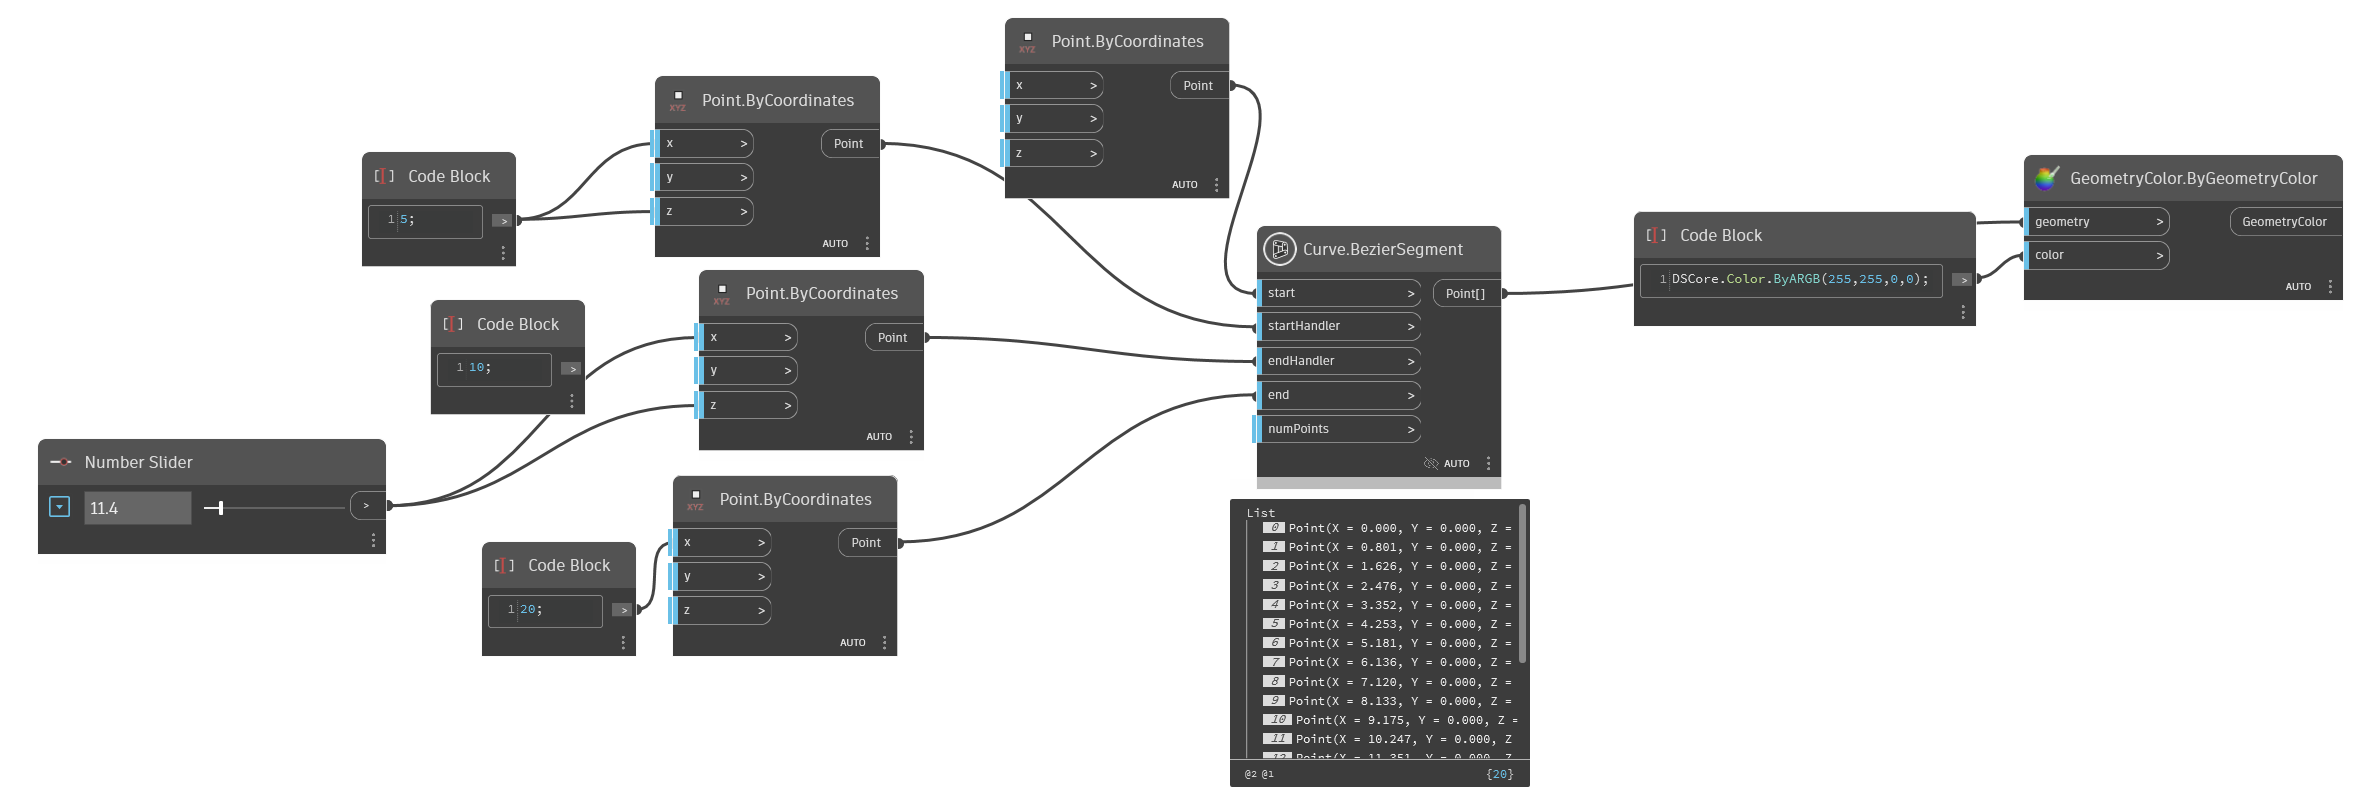 Point.ByCoordinates
x >
y >
z >
Point
AUTO
XYZ
Point.ByCoordinates
x >
y >
z >
Point
AUTO
XYZ
Code Block
1 5;
>
Code Block
1 10;
>
Point.ByCoordinates
x >
y >
z >
Point
AUTO
XYZ
Number Slider
11.4
>
Point.ByCoordinates
x >
y >
z >
Point
AUTO
XYZ
Code Block
1 20;
>
Curve.BezierSegment
start >
startHandler >
endHandler >
end >
numPoints >
Point[]
AUTO
List
0 Point(X = 0.000, Y = 0.000, Z =
1 Point(X = 0.801, Y = 0.000, Z =
2 Point(X = 1.626, Y = 0.000, Z =
3 Point(X = 2.476, Y = 0.000, Z =
4 Point(X = 3.352, Y = 0.000, Z =
5 Point(X = 4.253, Y = 0.000, Z =
6 Point(X = 5.181, Y = 0.000, Z =
7 Point(X = 6.136, Y = 0.000, Z =
8 Point(X = 7.120, Y = 0.000, Z =
9 Point(X = 8.133, Y = 0.000, Z =
10 Point(X = 9.175, Y = 0.000, Z =
11 Point(X = 10.247, Y = 0.000, Z
12 Point(X = 11.351, Y = 0.000, Z
@2 @1 {20}
Code Block
1 DSCore.Color.ByARGB(255,255,0,0);
>
GeometryColor.ByGeometryColor
geometry >
color >
GeometryColor
AUTO